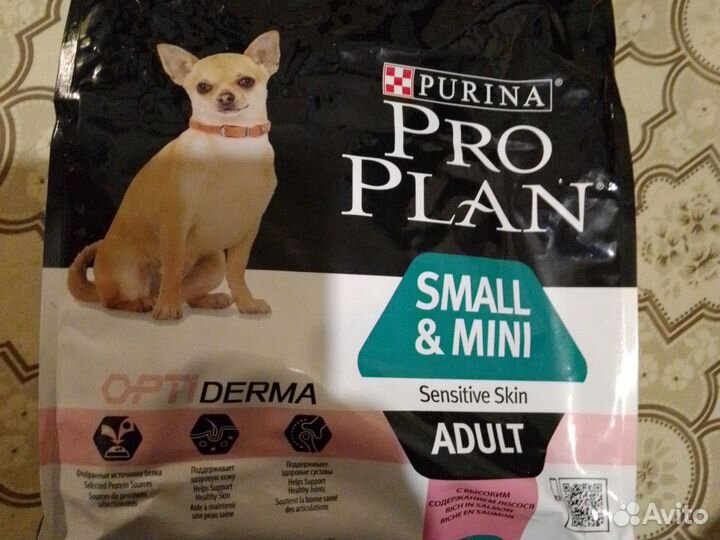 PURINA®
PRO
PLAN®
SMALL
& MINI
Sensitive Skin
ADULT
OPTIDERMA
Отобранные источники белка
Selected Protein Sources
Sources de protéines
sélectionnées
Поддерживает
здоровую кожу
Helps Support
Healthy Skin
Aide à maintenir
une peau saine
Поддерживает
здоровые суставы
Helps Support
Healthy Joints
Soutient la bonne santé
des articulations
С ВЫСОКИМ
СОДЕРЖАНИЕМ ЛОСОСЯ
RICH IN SALMON
RICHE EN SAUMON
Avito